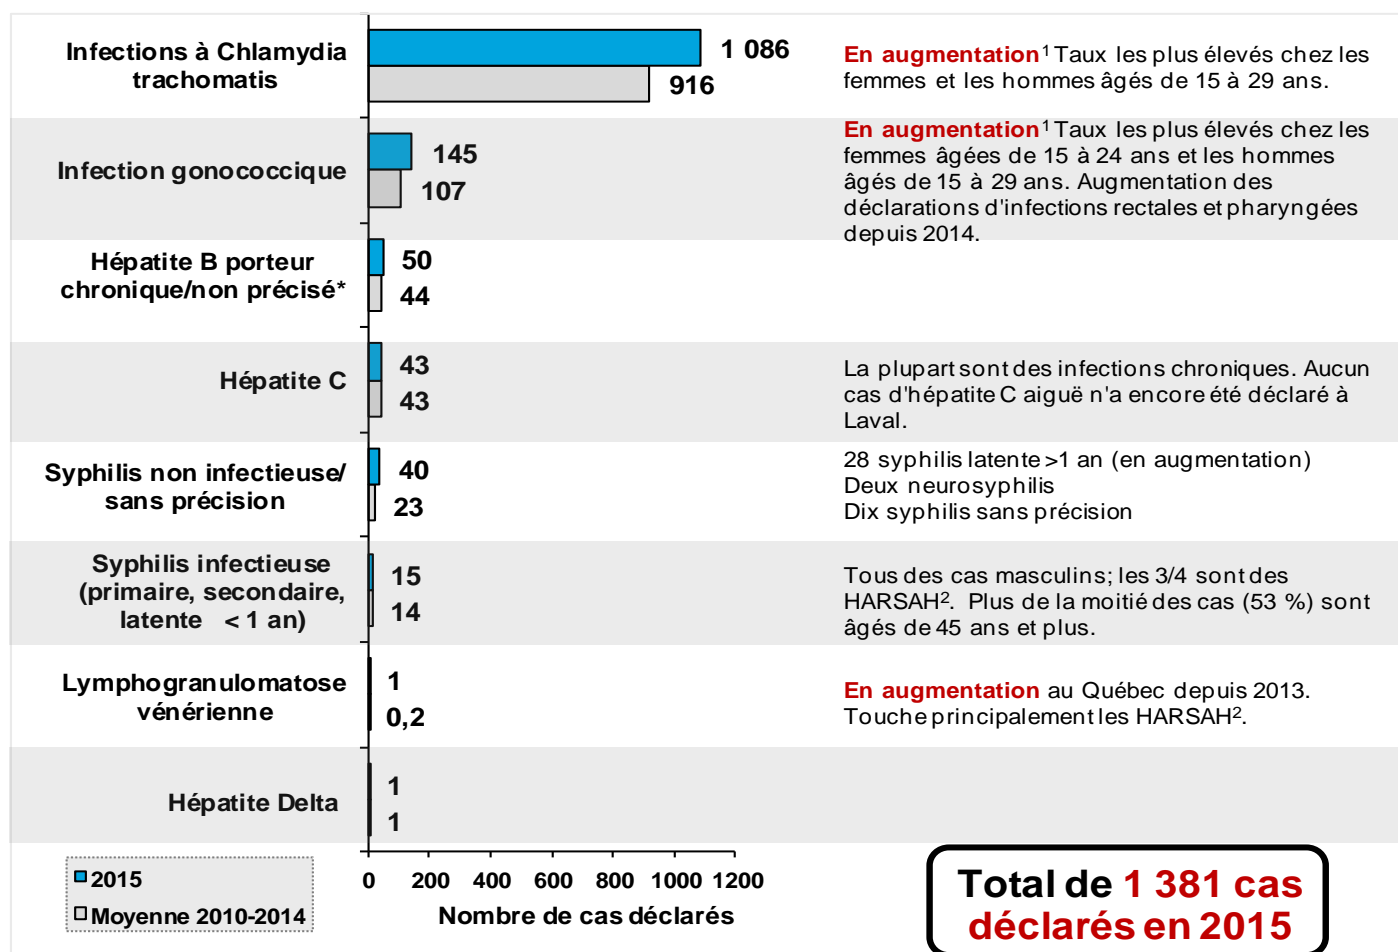 Infections à Chlamydia
trachomatis
1 086
916
En augmentation¹ Taux les plus élevés chez les
femmes et les hommes âgés de 15 à 29 ans.
Infection gonococcique
145
107
En augmentation¹ Taux les plus élevés chez les
femmes âgées de 15 à 24 ans et les hommes
âgés de 15 à 29 ans. Augmentation des
déclarations d'infections rectales et pharyngées
depuis 2014.
Hépatite B porteur
chronique/non précisé*
50
44
Hépatite C
43
43
La plupart sont des infections chroniques. Aucun
cas d'hépatite C aiguë n'a encore été déclaré à
Laval.
Syphilis non infectieuse/
sans précision
40
23
28 syphilis latente >1 an (en augmentation)
Deux neurosyphilis
Dix syphilis sans précision
Syphilis infectieuse
(primaire, secondaire,
latente < 1 an)
15
14
Tous des cas masculins; les 3/4 sont des
HARSAH². Plus de la moitié des cas (53 %) sont
âgés de 45 ans et plus.
Lymphogranulomatose
vénérienne
1
0,2
En augmentation au Québec depuis 2013.
Touche principalement les HARSAH².
Hépatite Delta
1
1
2015
Moyenne 2010-2014
0 200 400 600 800 1000 1200
Nombre de cas déclarés
Total de 1 381 cas
déclarés en 2015